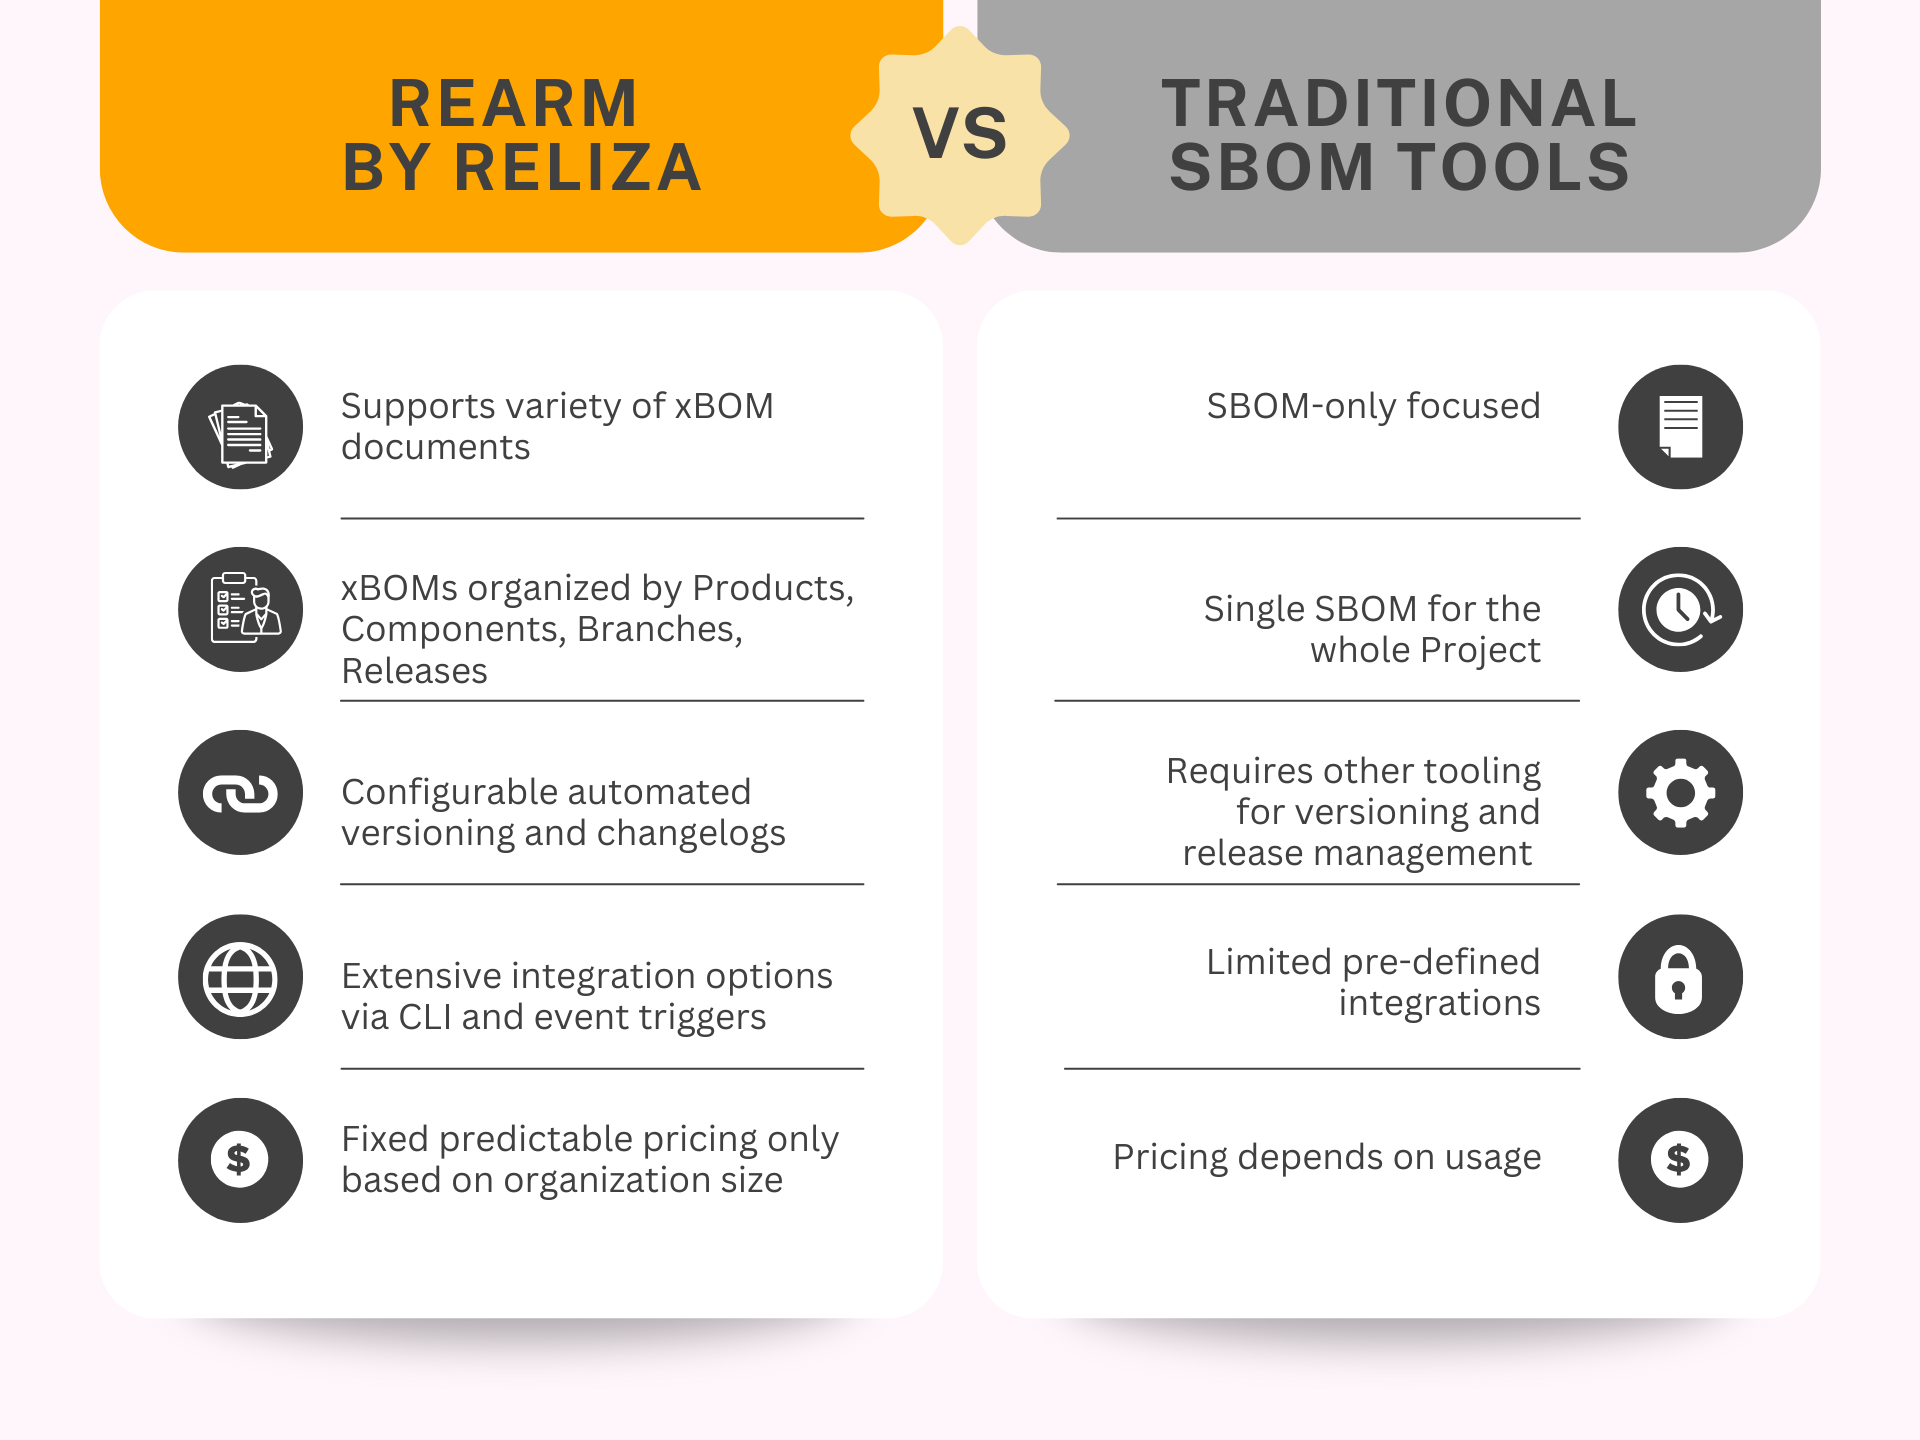 REARM
BY RELIZA
VS
TRADITIONAL
SBOM TOOLS
Supports variety of xBOM
documents
xBOMs organized by Products,
Components, Branches,
Releases
Configurable automated
versioning and changelogs
Extensive integration options
via CLI and event triggers
$
Fixed predictable pricing only
based on organization size
SBOM-only focused
Single SBOM for the
whole Project
Requires other tooling
for versioning and
release management
Limited pre-defined
integrations
Pricing depends on usage
$